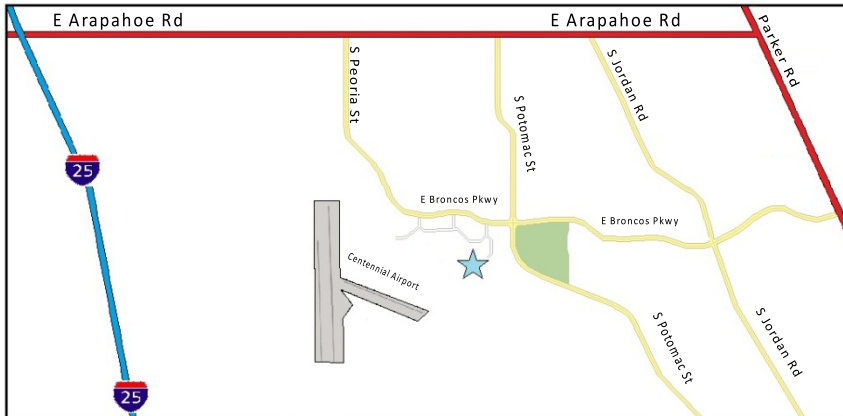 E Arapahoe Rd
E Arapahoe Rd
Parker Rd
S Peoria St
S Potomac St
S Jordan Rd
25
E Broncos Pkwy
E Broncos Pkwy
Centennial Airport
S Potomac St
S Jordan Rd
25